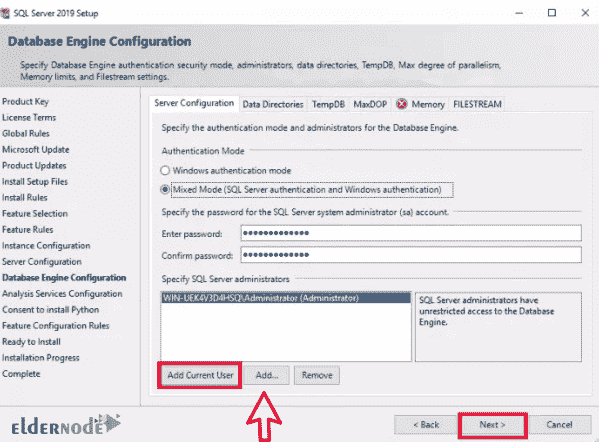 SQL Server 2019 Setup
Database Engine Configuration
Specify Database Engine authentication security mode, administrators, data directories, TempDB, Max degree of parallelism,
Memory limits, and Filestream settings.
Product Key
License Terms
Global Rules
Microsoft Update
Product Updates
Install Setup Files
Install Rules
Feature Selection
Feature Rules
Instance Configuration
Server Configuration
Database Engine Configuration
Analysis Services Configuration
Consent to install Python
Feature Configuration Rules
Ready to Install
Installation Progress
Complete
Server Configuration Data Directories TempDB MaxDOP Memory FILESTREAM
Specify the authentication mode and administrators for the Database Engine.
Authentication Mode
Windows authentication mode
Mixed Mode (SQL Server authentication and Windows authentication)
Specify the password for the SQL Server system administrator (sa) account.
Enter password: •••••••••••••
Confirm password: •••••••••••••
Specify SQL Server administrators
WIN-UEK4V3D4HSQ\Administrator (Administrator)
SQL Server administrators have
unrestricted access to the Database
Engine.
Add Current User Add... Remove
ELDERNODE
< Back Next > Cancel